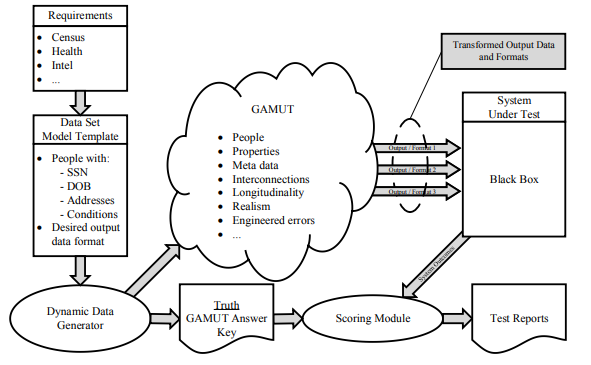 Requirements
• Census
• Health
• Intel
• ...
Data Set
Model Template
• People with:
- SSN
- DOB
- Addresses
- Conditions
• Desired output
data format
Dynamic Data
Generator
GAMUT
• People
• Properties
• Meta data
• Interconnections
• Longitudinality
• Realism
• Engineered errors
• ...
Truth
GAMUT Answer
Key
Output / Format 1
Output / Format 2
Output / Format 3
Transformed Output Data
and Formats
System
Under Test
Black Box
System Outcomes
Scoring Module
Test Reports